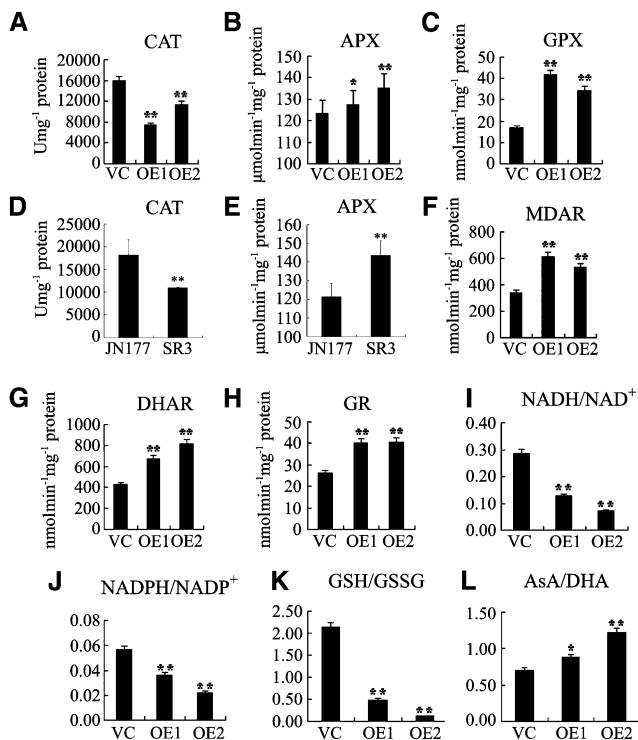 A
CAT
Umg⁻¹ protein
20000
16000
12000
8000
4000
0
**
**
VC OE1 OE2
B
APX
μmolmin⁻¹mg⁻¹ protein
150
140
130
120
110
100
*
**
VC OE1 OE2
C
GPX
nmolmin⁻¹mg⁻¹ protein
50
40
30
20
10
0
**
**
VC OE1 OE2
D
CAT
Umg⁻¹ protein
25000
20000
15000
10000
5000
0
**
JN177 SR3
E
APX
μmolmin⁻¹mg⁻¹ protein
160
150
140
130
120
110
100
**
JN177 SR3
F
MDAR
nmolmin⁻¹mg⁻¹ protein
800
600
400
200
0
**
**
VC OE1 OE2
G
DHAR
nmolmin⁻¹mg⁻¹ protein
1000
800
600
400
200
0
**
**
VC OE1 OE2
H
GR
nmolmin⁻¹mg⁻¹ protein
50
40
30
20
10
0
**
**
VC OE1 OE2
I
NADH/NAD⁺
0.40
0.30
0.20
0.10
0.00
**
**
VC OE1 OE2
J
NADPH/NADP⁺
0.08
0.06
0.04
0.02
0.00
**
**
VC OE1 OE2
K
GSH/GSSG
2.50
2.00
1.50
1.00
0.50
0.00
**
**
VC OE1 OE2
L
AsA/DHA
1.50
1.00
0.50
0.00
*
**
VC OE1 OE2